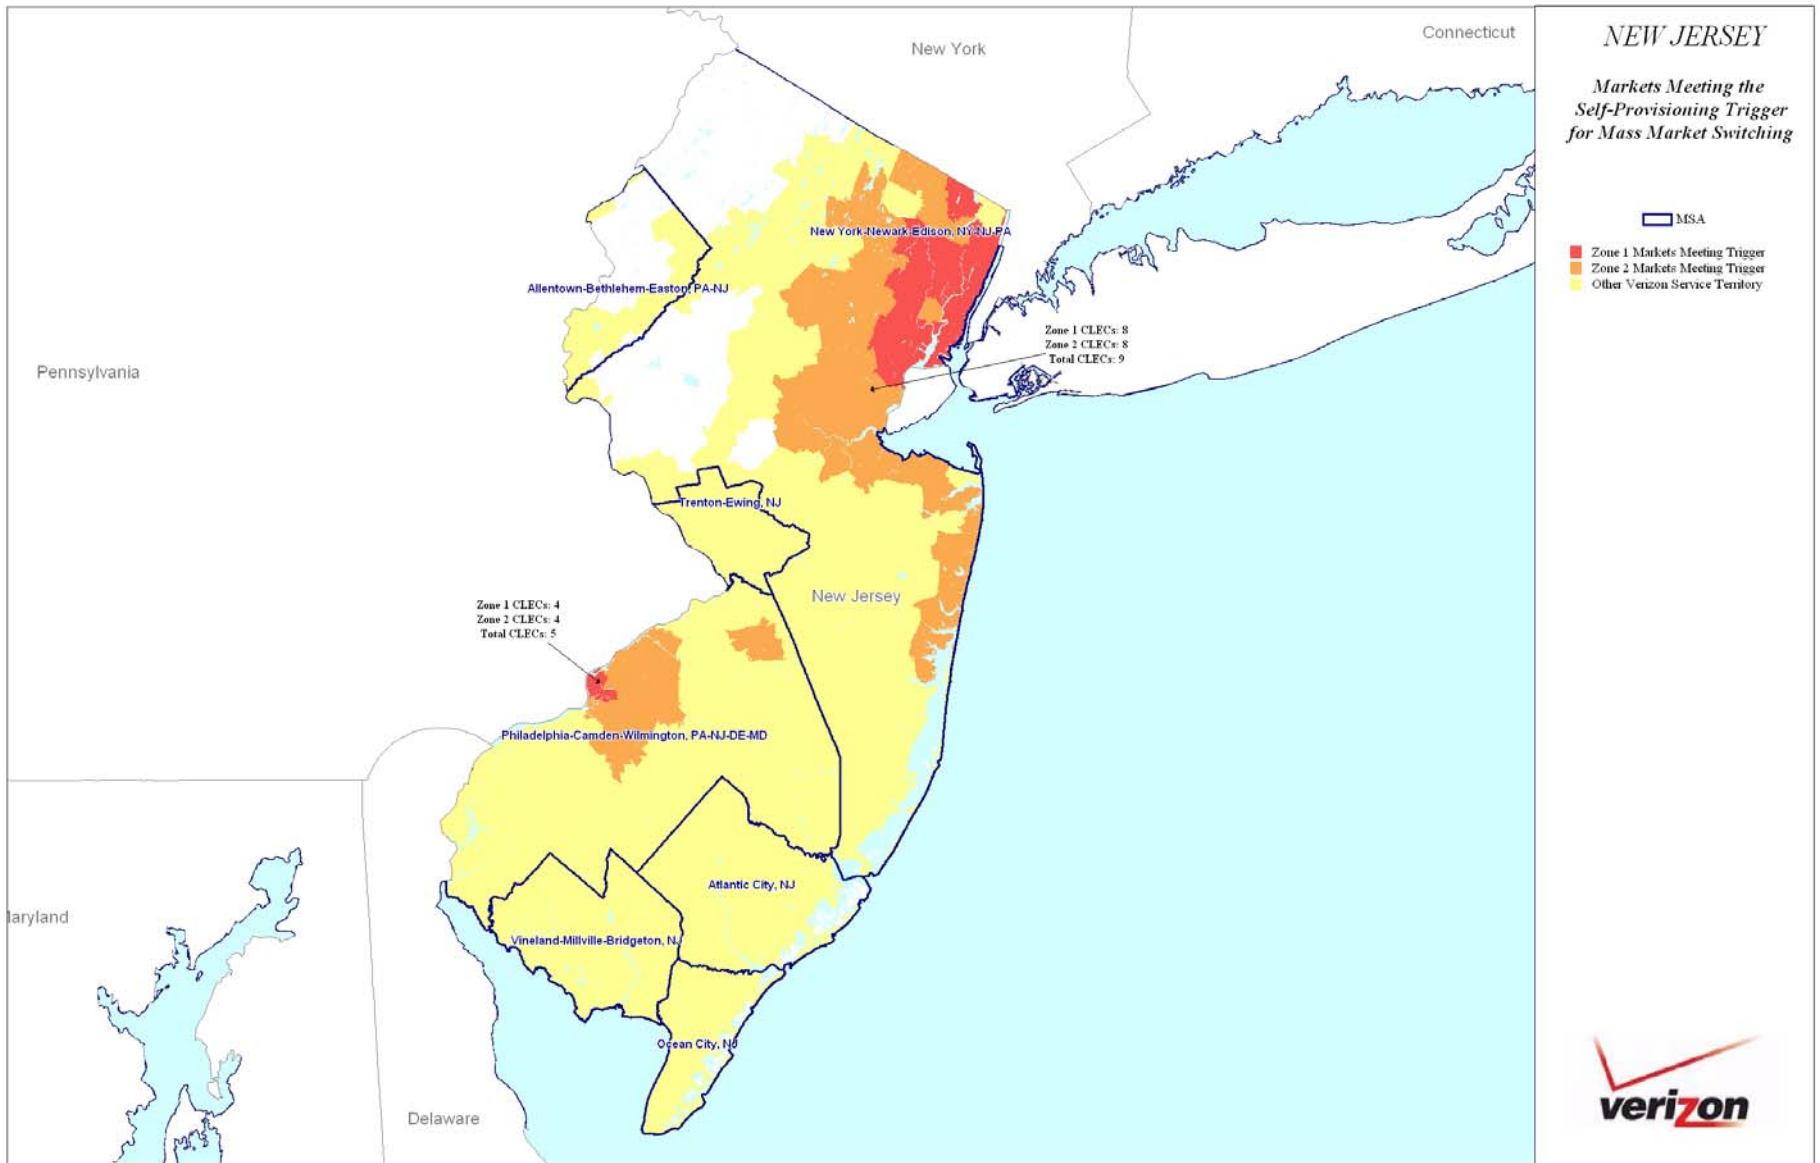 New York
Connecticut
NEW JERSEY
Markets Meeting the
Self-Provisioning Trigger
for Mass Market Switching
MSA
Zone 1 Markets Meeting Trigger
Zone 2 Markets Meeting Trigger
Other Verizon Service Territory
New York-Newark-Edison, NY-NJ-PA
Allentown-Bethlehem-Easton, PA-NJ
Zone 1 CLECs: 8
Zone 2 CLECs: 8
Total CLECs: 9
Pennsylvania
Trenton-Ewing, NJ
New Jersey
Zone 1 CLECs: 4
Zone 2 CLECs: 4
Total CLECs: 5
Philadelphia-Camden-Wilmington, PA-NJ-DE-MD
Atlantic City, NJ
laryland
Vineland-Millville-Bridgeton, NJ
Ocean City, NJ
Delaware
verizon